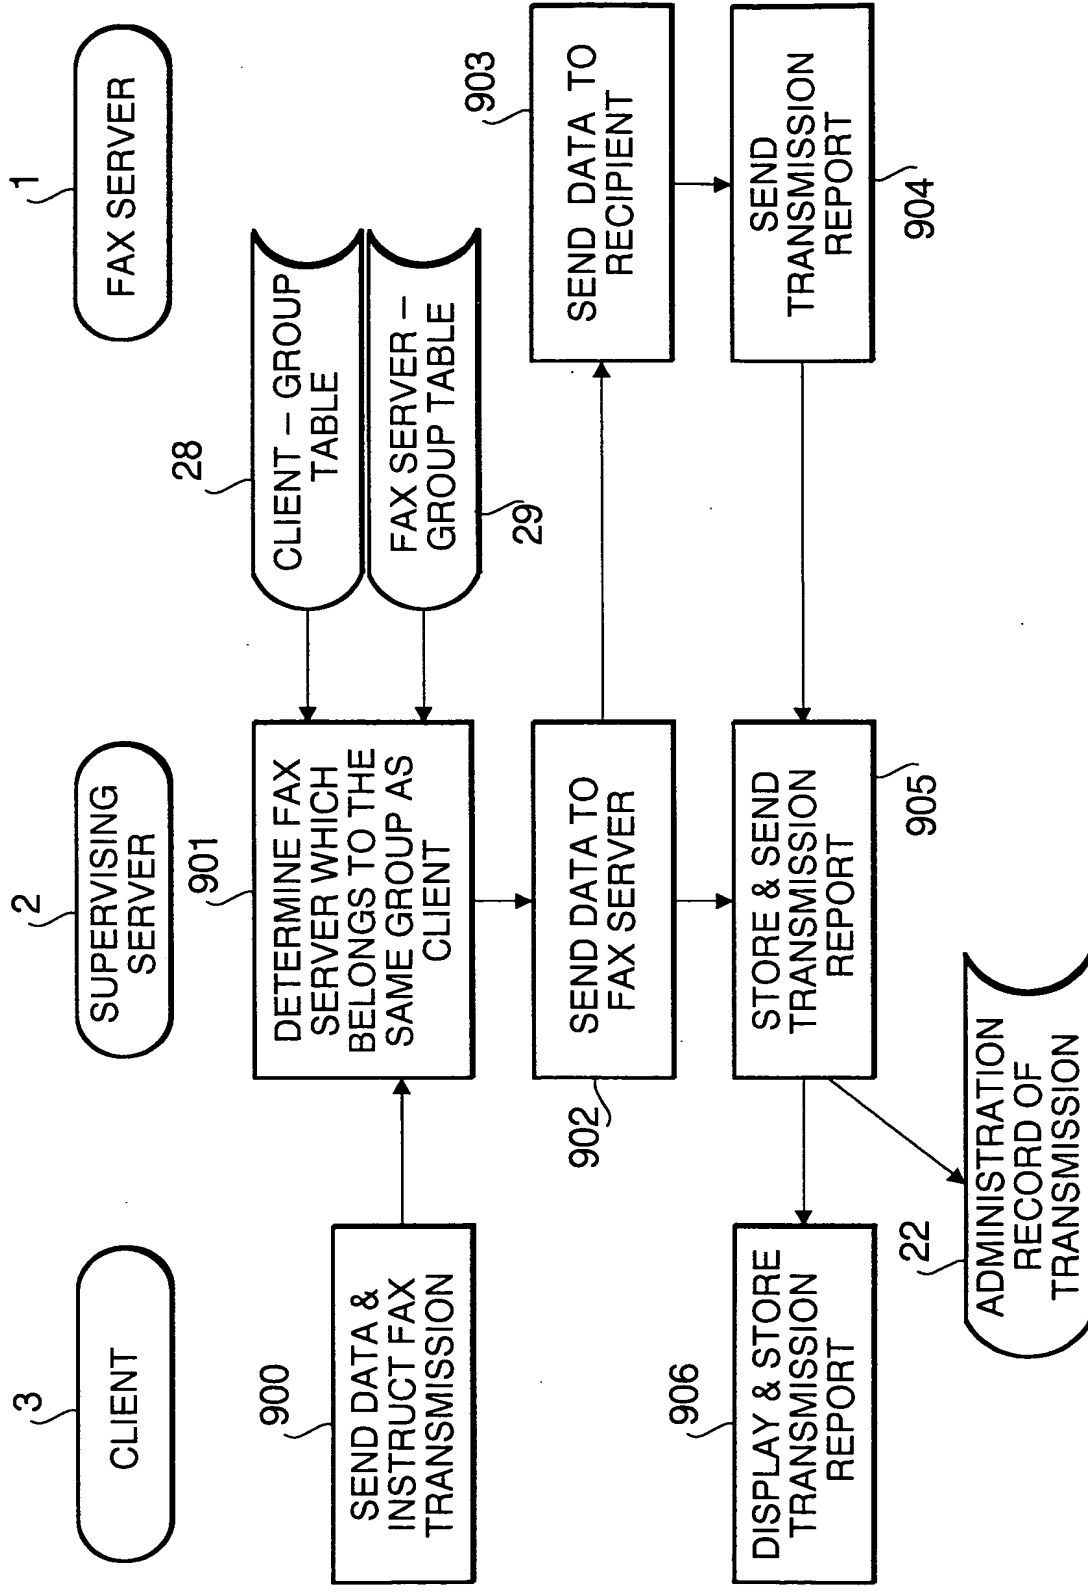 3
CLIENT
2
SUPERVISING
SERVER
1
FAX SERVER
900
SEND DATA &
INSTRUCT FAX
TRANSMISSION
901
DETERMINE FAX
SERVER WHICH
BELONGS TO THE
SAME GROUP AS
CLIENT
28
CLIENT – GROUP
TABLE
FAX SERVER –
GROUP TABLE
29
902
SEND DATA TO
FAX SERVER
903
SEND DATA TO
RECIPIENT
906
DISPLAY & STORE
TRANSMISSION
REPORT
STORE & SEND
TRANSMISSION
REPORT
905
SEND
TRANSMISSION
REPORT
904
22
ADMINISTRATION
RECORD OF
TRANSMISSION